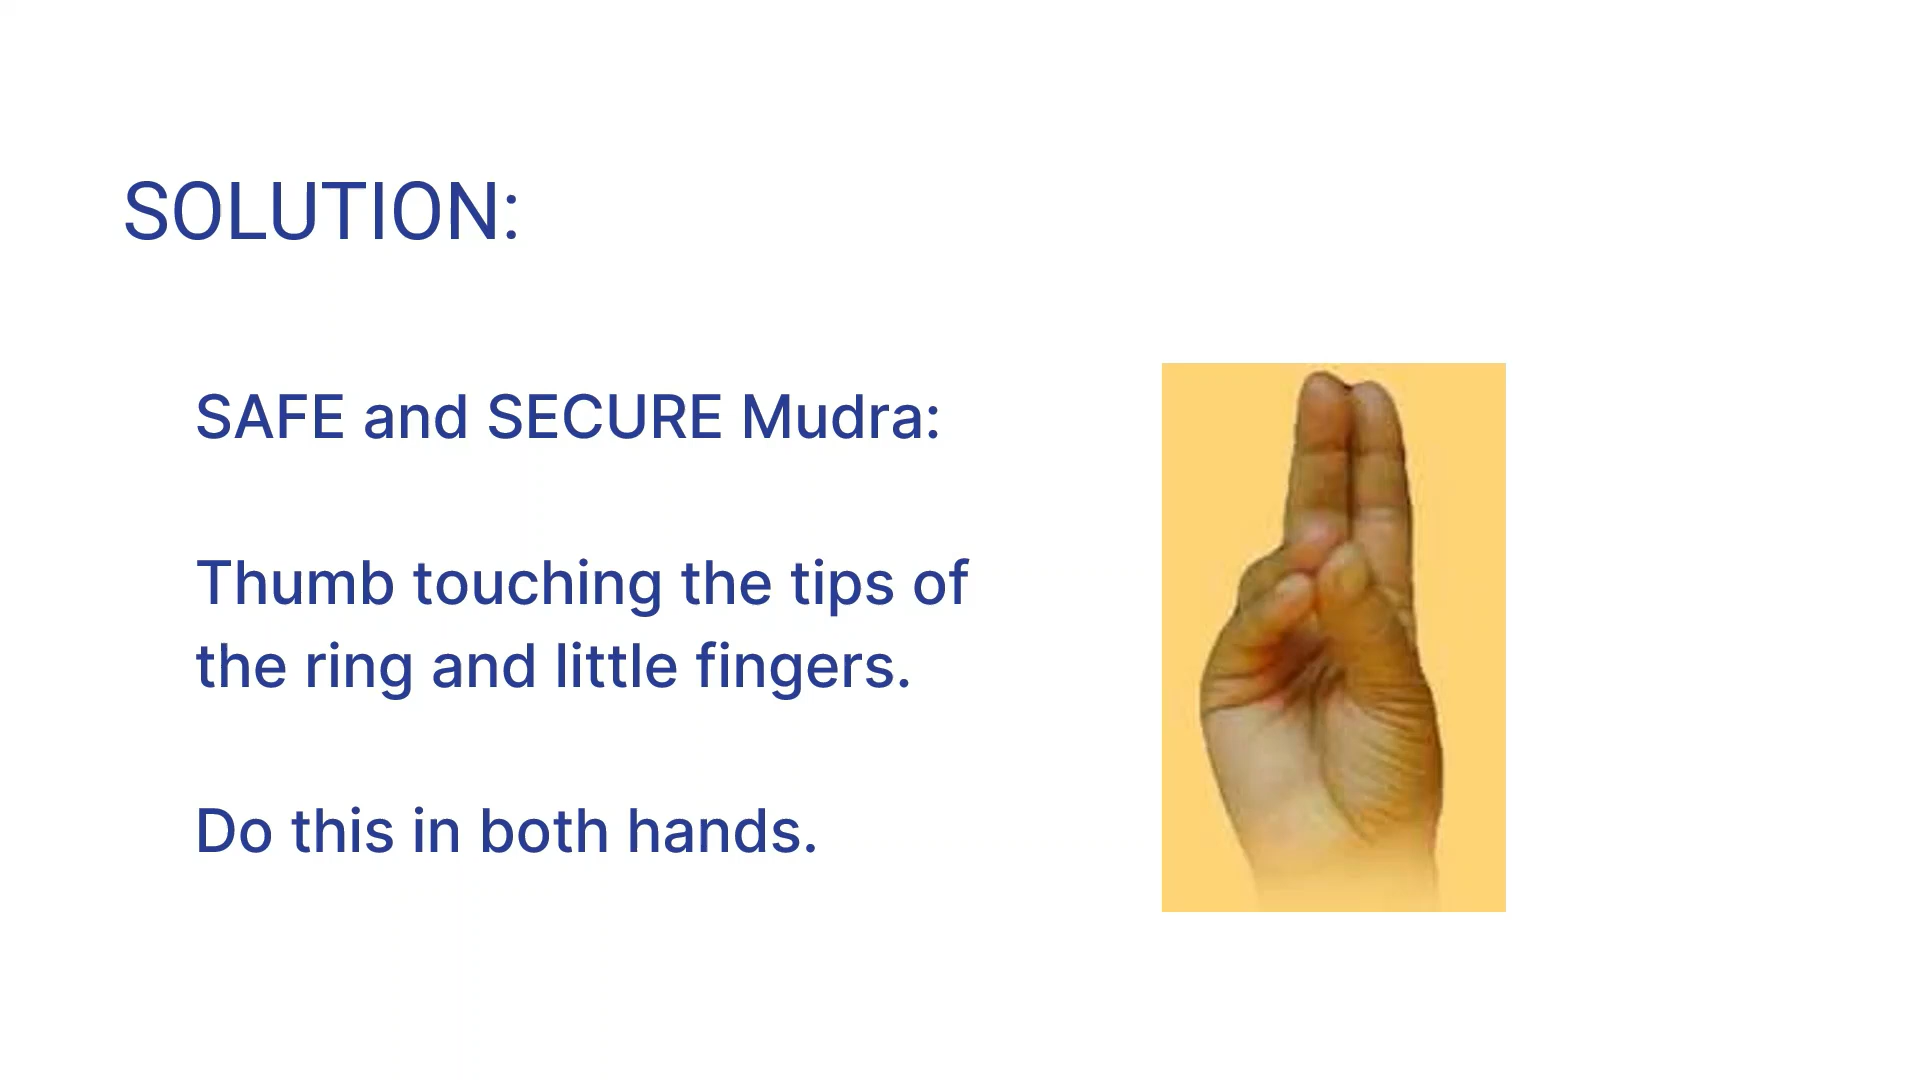 SOLUTION:
SAFE and SECURE Mudra:
Thumb touching the tips of
the ring and little fingers.
Do this in both hands.